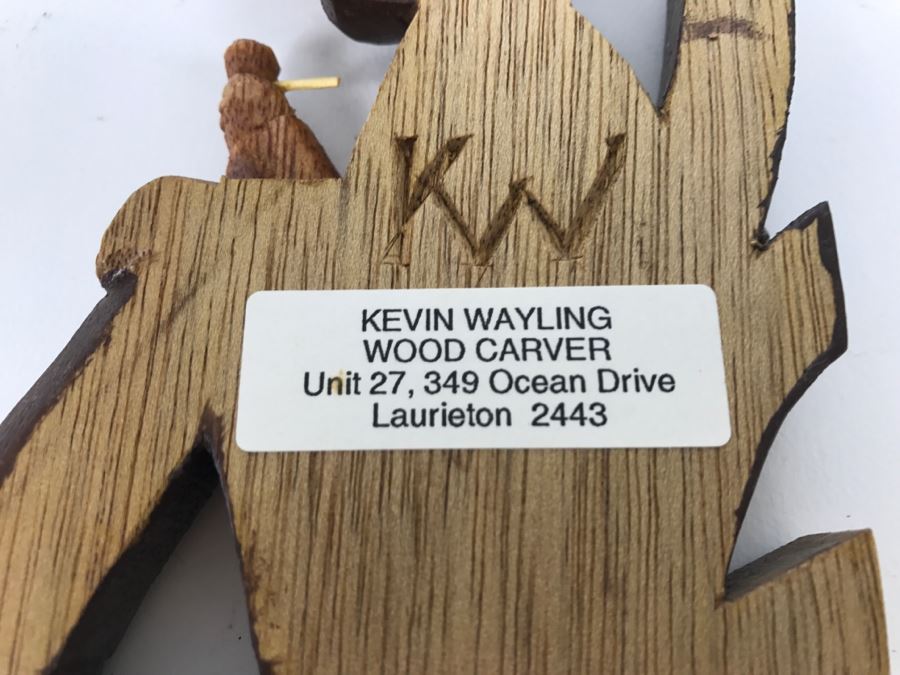 KW
KEVIN WAYLING
WOOD CARVER
Unit 27, 349 Ocean Drive
Laurieton 2443